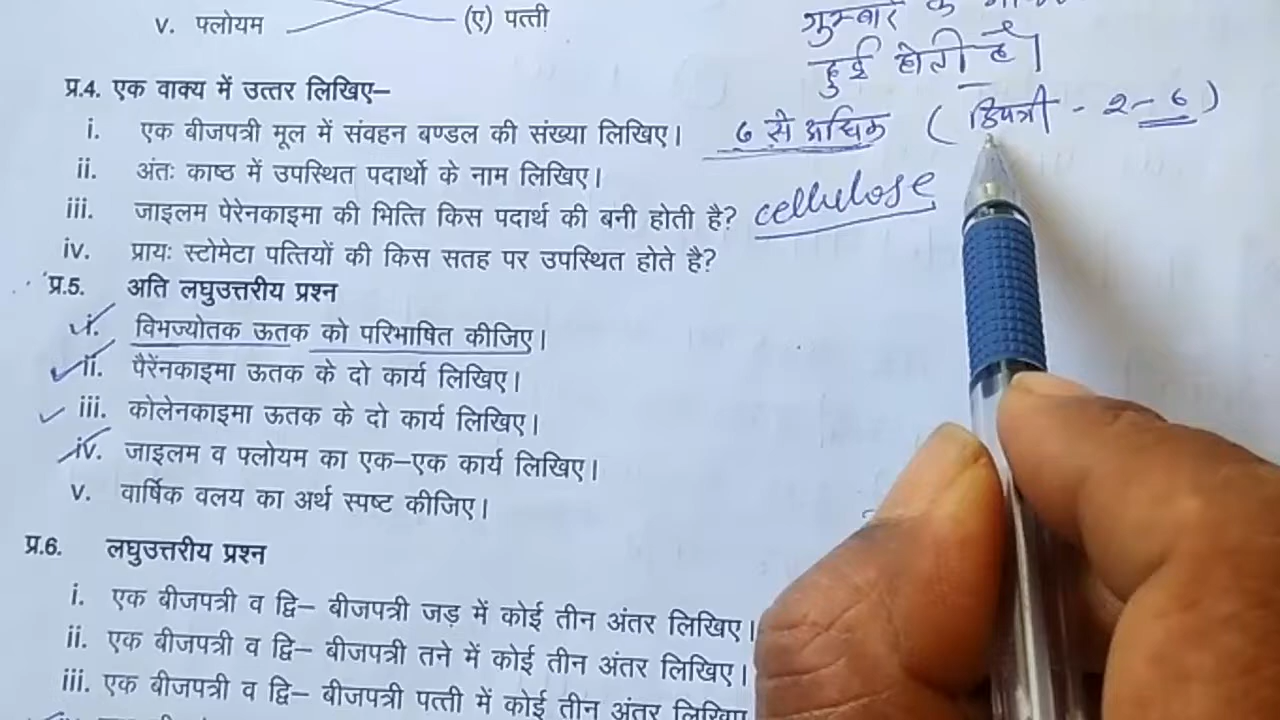 v. फ्लोयम (ए) पत्ती
गुब्बारे के
हुई होती है।
प्र.4. एक वाक्य में उत्तर लिखिए–
i. एक बीजपत्री मूल में संवहन बण्डल की संख्या लिखिए। 6 से अधिक ( द्विपत्री - 2-6 )
ii. अंतः काष्ठ में उपस्थित पदार्थो के नाम लिखिए।
iii. जाइलम पेरेनकाइमा की भित्ति किस पदार्थ की बनी होती है? cellulose
iv. प्रायः स्टोमेटा पत्तियों की किस सतह पर उपस्थित होते है?
प्र.5. अति लघुउत्तरीय प्रश्न
i. विभज्योतक ऊतक को परिभाषित कीजिए।
ii. पैरेंनकाइमा ऊतक के दो कार्य लिखिए।
iii. कोलेनकाइमा ऊतक के दो कार्य लिखिए।
iv. जाइलम व फ्लोयम का एक–एक कार्य लिखिए।
v. वार्षिक वलय का अर्थ स्पष्ट कीजिए।
प्र.6. लघुउत्तरीय प्रश्न
i. एक बीजपत्री व द्वि– बीजपत्री जड़ में कोई तीन अंतर लिखिए।
ii. एक बीजपत्री व द्वि– बीजपत्री तने में कोई तीन अंतर लिखिए।
iii. एक बीजपत्री व द्वि– बीजपत्री पत्ती में कोई तीन अंतर लिखिए